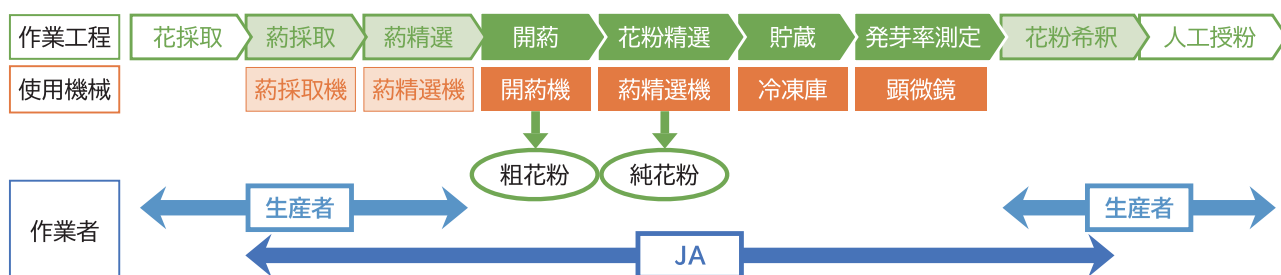 作業工程
花採取
葯採取
葯精選
開葯
花粉精選
貯蔵
発芽率測定
花粉希釈
人工授粉
使用機械
葯採取機
葯精選機
開葯機
葯精選機
冷凍庫
顕微鏡
粗花粉
純花粉
作業者
生産者
生産者
JA